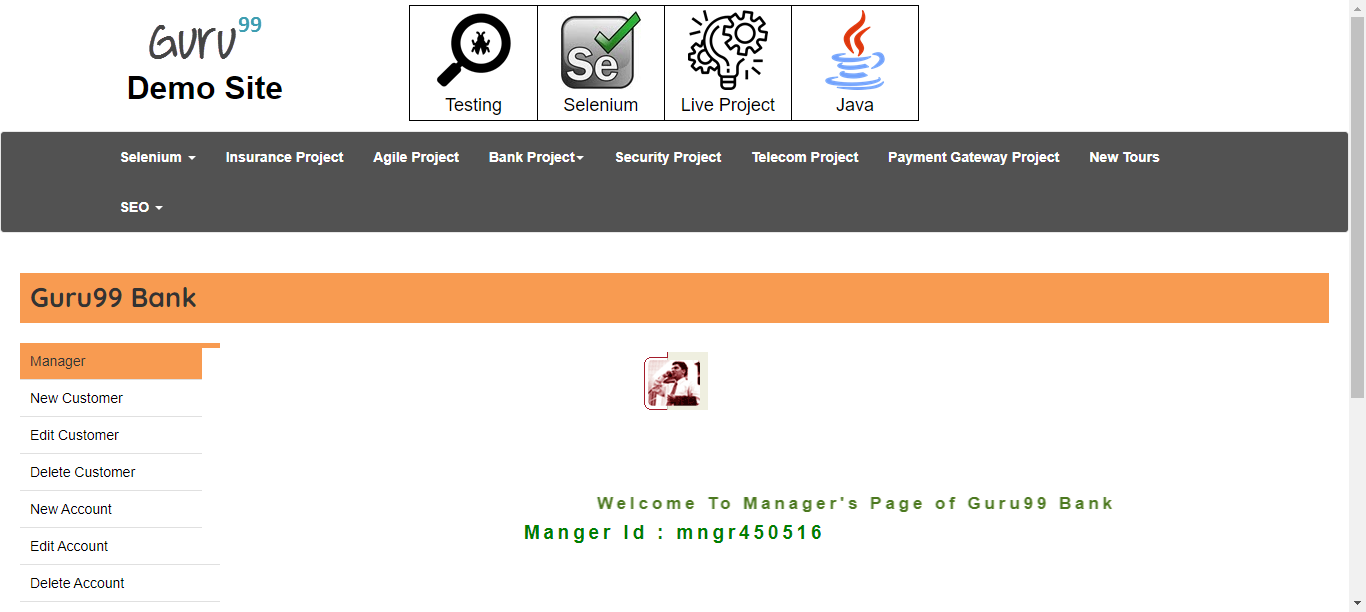 Guru99
Demo Site
Testing
Se
Selenium
Live Project
Java
Selenium
Insurance Project
Agile Project
Bank Project
Security Project
Telecom Project
Payment Gateway Project
New Tours
SEO
Guru99 Bank
Manager
New Customer
Edit Customer
Delete Customer
New Account
Edit Account
Delete Account
Welcome To Manager's Page of Guru99 Bank
Manger Id : mngr450516